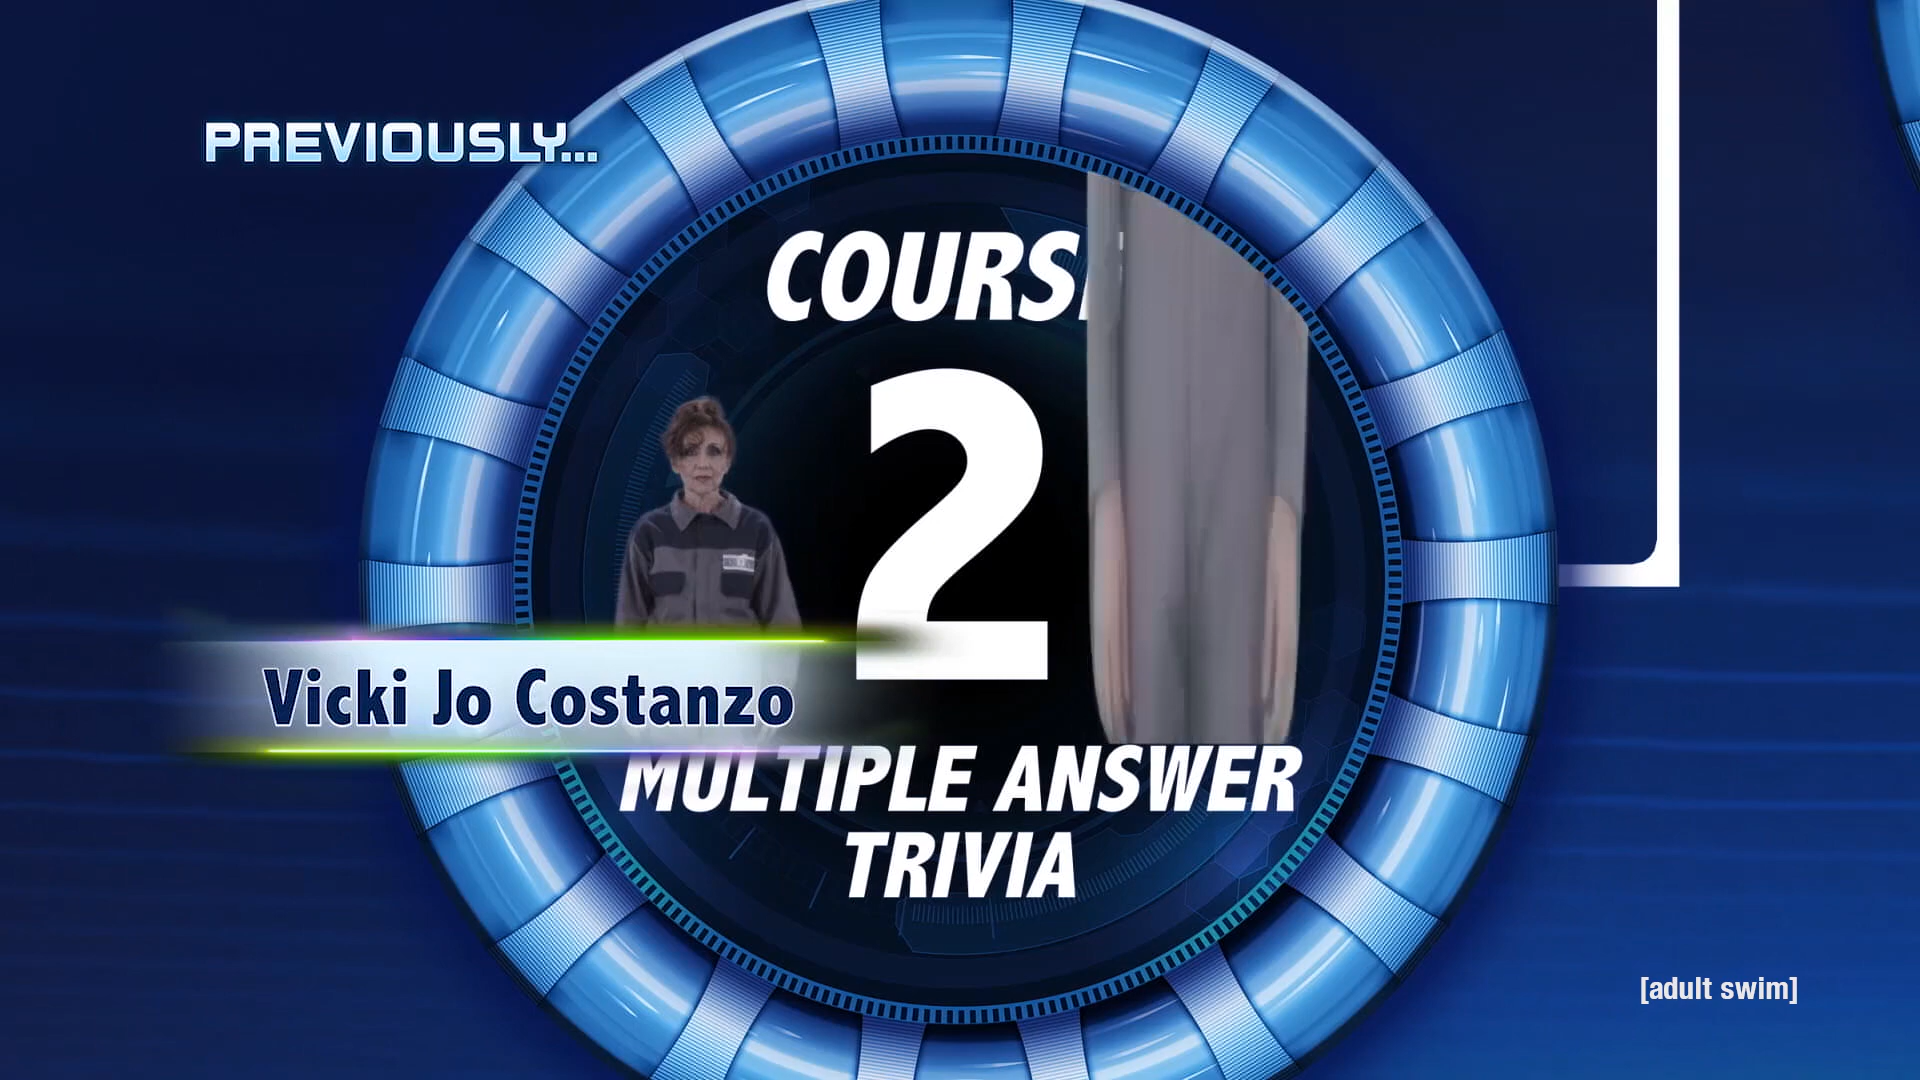 PREVIOUSLY...
COURS
2
Vicki Jo Costanzo
MULTIPLE ANSWER
TRIVIA
[adult swim]